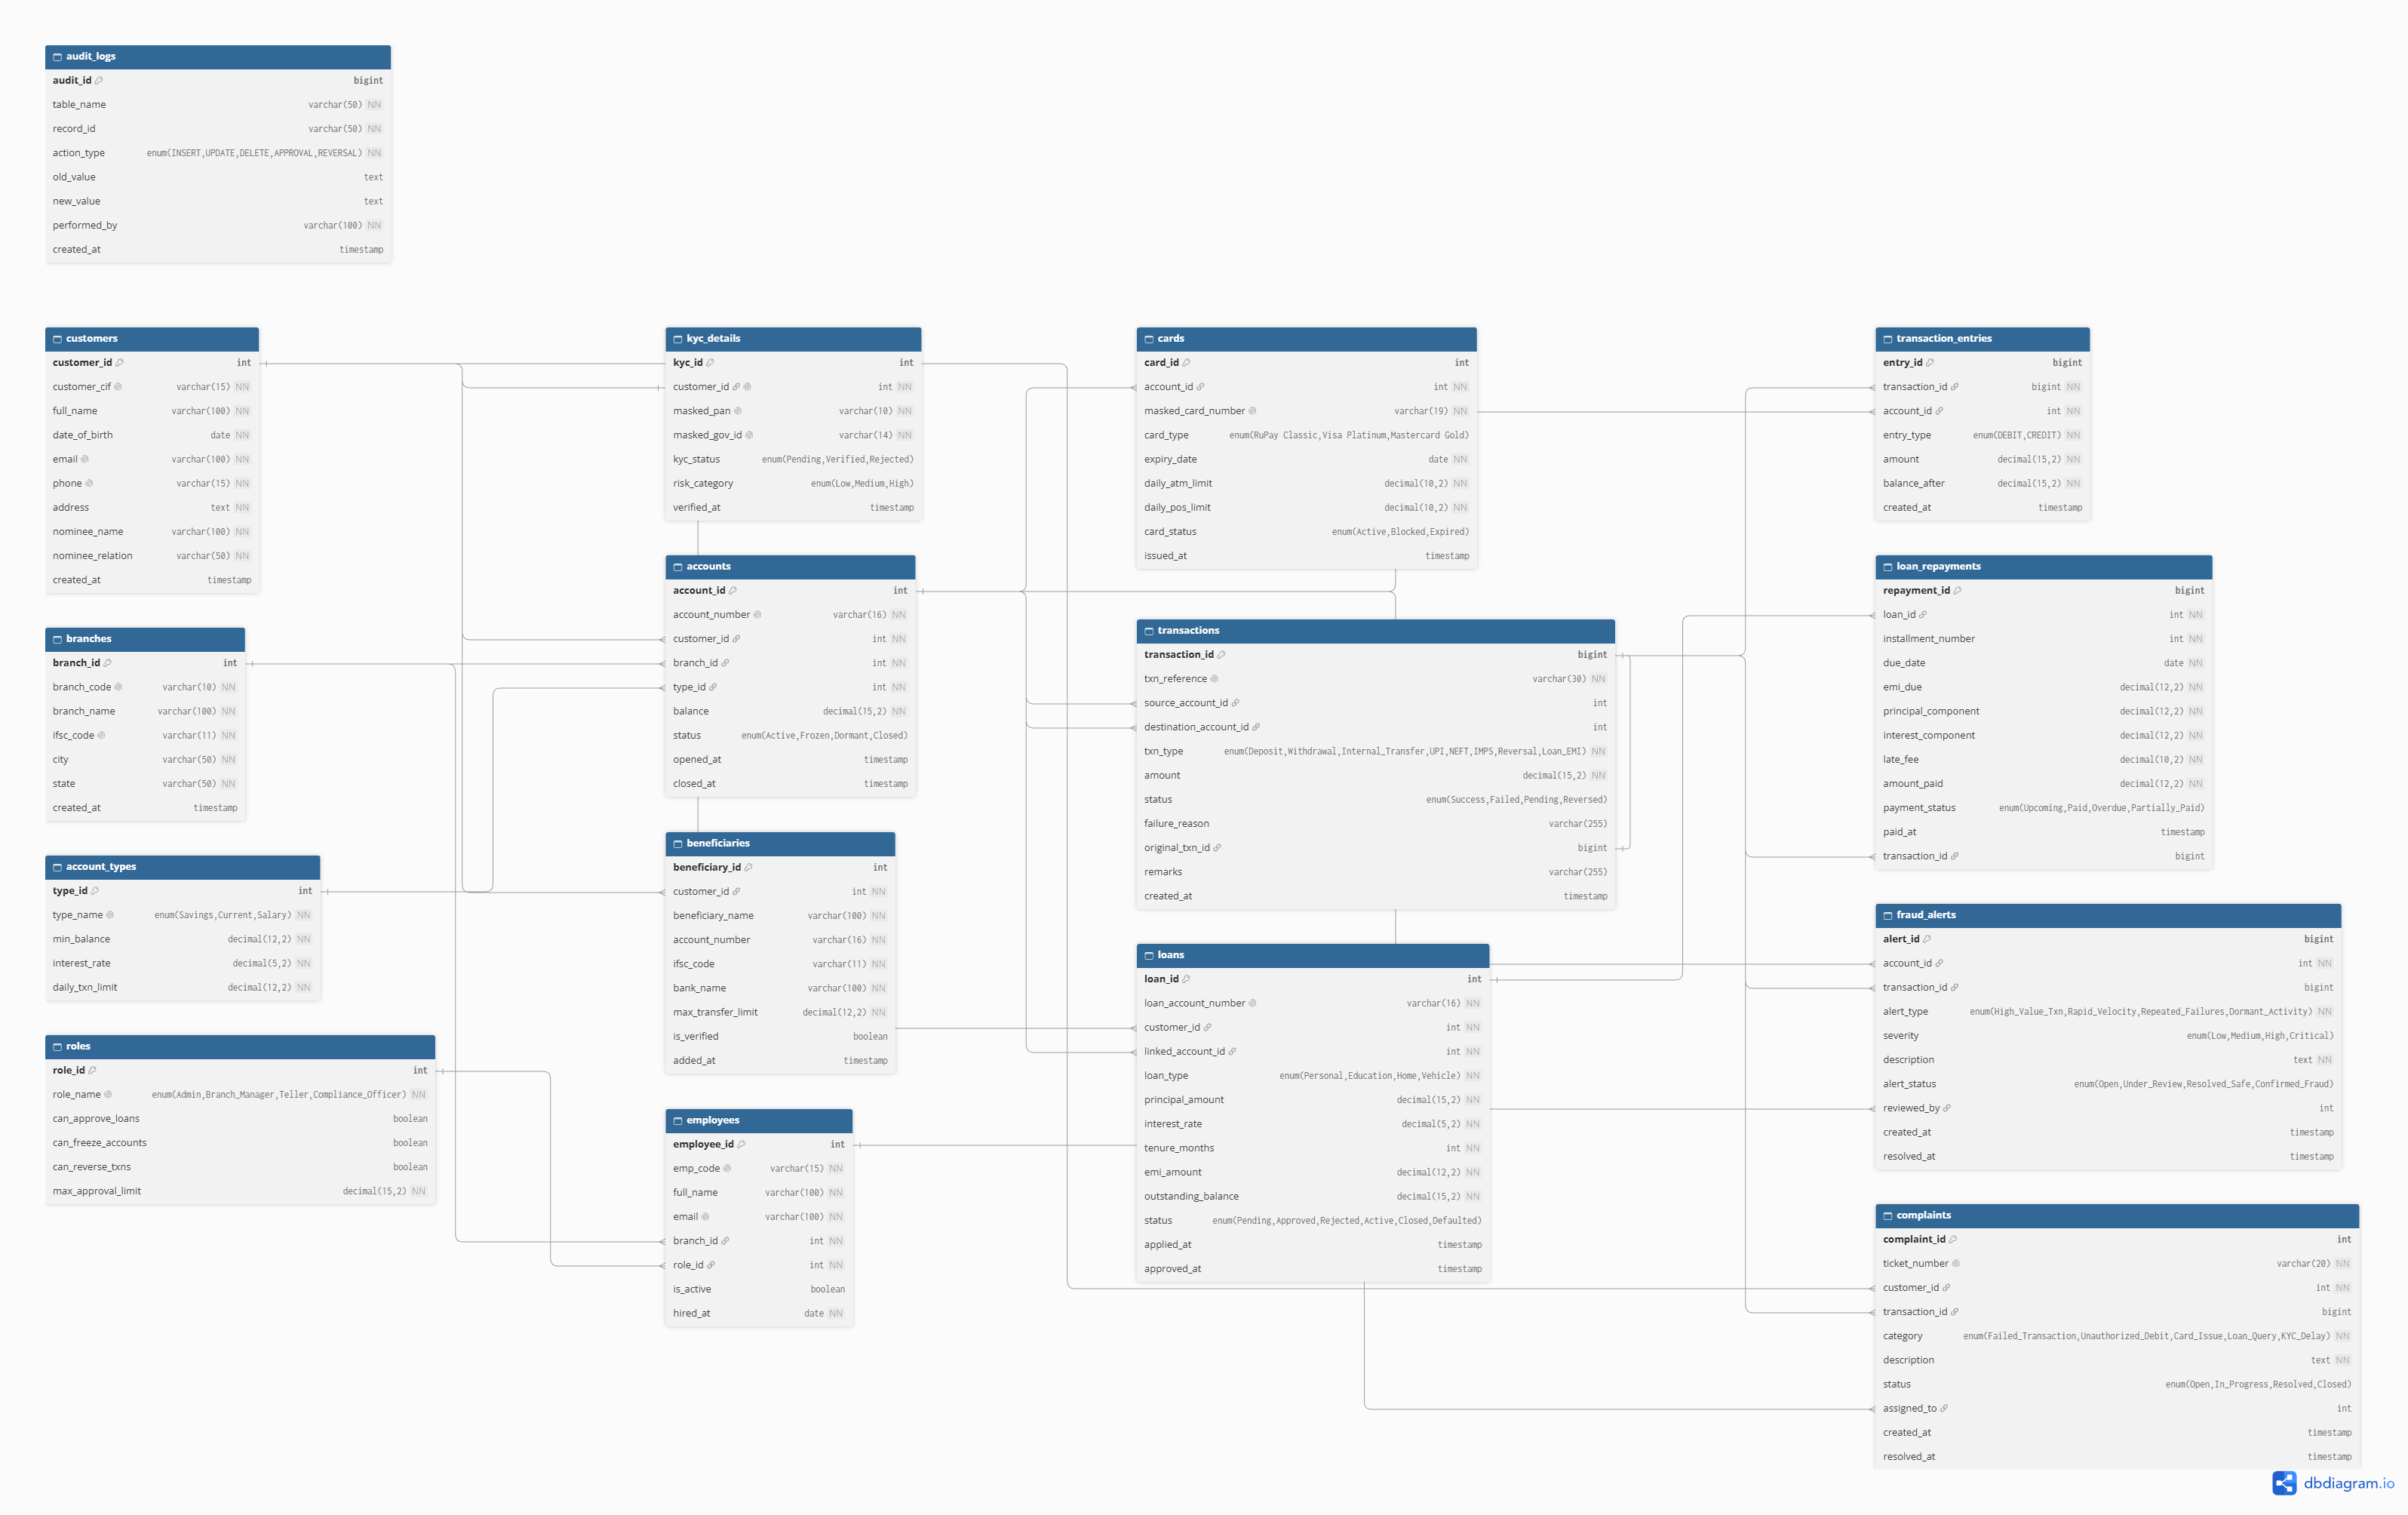 audit_logs
audit_id bigint
table_name varchar(50) NN
record_id varchar(50) NN
action_type enum(INSERT,UPDATE,DELETE,APPROVAL,REVERSAL) NN
old_value text
new_value text
performed_by varchar(100) NN
created_at timestamp
customers
customer_id int
customer_cif varchar(15) NN
full_name varchar(100) NN
date_of_birth date NN
email varchar(100) NN
phone varchar(15) NN
address text NN
nominee_name varchar(100) NN
nominee_relation varchar(50) NN
created_at timestamp
branches
branch_id int
branch_code varchar(10) NN
branch_name varchar(100) NN
ifsc_code varchar(11) NN
city varchar(50) NN
state varchar(50) NN
created_at timestamp
account_types
type_id int
type_name enum(Savings,Current,Salary) NN
min_balance decimal(12,2) NN
interest_rate decimal(5,2) NN
daily_txn_limit decimal(12,2) NN
roles
role_id int
role_name enum(Admin,Branch_Manager,Teller,Compliance_Officer) NN
can_approve_loans boolean
can_freeze_accounts boolean
can_reverse_txns boolean
max_approval_limit decimal(15,2) NN
kyc_details
kyc_id int
customer_id int NN
masked_pan varchar(10) NN
masked_gov_id varchar(14) NN
kyc_status enum(Pending,Verified,Rejected)
risk_category enum(Low,Medium,High)
verified_at timestamp
accounts
account_id int
account_number varchar(16) NN
customer_id int NN
branch_id int NN
type_id int NN
balance decimal(15,2) NN
status enum(Active,Frozen,Dormant,Closed)
opened_at timestamp
closed_at timestamp
beneficiaries
beneficiary_id int
customer_id int NN
beneficiary_name varchar(100) NN
account_number varchar(16) NN
ifsc_code varchar(11) NN
bank_name varchar(100) NN
max_transfer_limit decimal(12,2) NN
is_verified boolean
added_at timestamp
employees
employee_id int
emp_code varchar(15) NN
full_name varchar(100) NN
email varchar(100) NN
branch_id int NN
role_id int NN
is_active boolean
hired_at date NN
cards
card_id int
account_id int NN
masked_card_number varchar(19) NN
card_type enum(RuPay Classic,Visa Platinum,Mastercard Gold)
expiry_date date NN
daily_atm_limit decimal(10,2) NN
daily_pos_limit decimal(10,2) NN
card_status enum(Active,Blocked,Expired)
issued_at timestamp
transactions
transaction_id bigint
txn_reference varchar(30) NN
source_account_id int
destination_account_id int
txn_type enum(Deposit,Withdrawal,Internal_Transfer,UPI,NEFT,IMPS,Reversal,Loan_EMI) NN
amount decimal(15,2) NN
status enum(Success,Failed,Pending,Reversed)
failure_reason varchar(255)
original_txn_id bigint
remarks varchar(255)
created_at timestamp
loans
loan_id int
loan_account_number varchar(16) NN
customer_id int NN
linked_account_id int NN
loan_type enum(Personal,Education,Home,Vehicle) NN
principal_amount decimal(15,2) NN
interest_rate decimal(5,2) NN
tenure_months int NN
emi_amount decimal(12,2) NN
outstanding_balance decimal(15,2) NN
status enum(Pending,Approved,Rejected,Active,Closed,Defaulted)
applied_at timestamp
approved_at timestamp
transaction_entries
entry_id bigint
transaction_id bigint NN
account_id int NN
entry_type enum(DEBIT,CREDIT) NN
amount decimal(15,2) NN
balance_after decimal(15,2) NN
created_at timestamp
loan_repayments
repayment_id bigint
loan_id int NN
installment_number int NN
due_date date NN
emi_due decimal(12,2) NN
principal_component decimal(12,2) NN
interest_component decimal(12,2) NN
late_fee decimal(10,2) NN
amount_paid decimal(12,2) NN
payment_status enum(Upcoming,Paid,Overdue,Partially_Paid)
paid_at timestamp
transaction_id bigint
fraud_alerts
alert_id bigint
account_id int NN
transaction_id bigint
alert_type enum(High_Value_Txn,Rapid_Velocity,Repeated_Failures,Dormant_Activity) NN
severity enum(Low,Medium,High,Critical)
description text NN
alert_status enum(Open,Under_Review,Resolved_Safe,Confirmed_Fraud)
reviewed_by int
created_at timestamp
resolved_at timestamp
complaints
complaint_id int
ticket_number varchar(20) NN
customer_id int NN
transaction_id bigint
category enum(Failed_Transaction,Unauthorized_Debit,Card_Issue,Loan_Query,KYC_Delay) NN
description text NN
status enum(Open,In_Progress,Resolved,Closed)
assigned_to int
created_at timestamp
resolved_at timestamp
dbdiagram.io